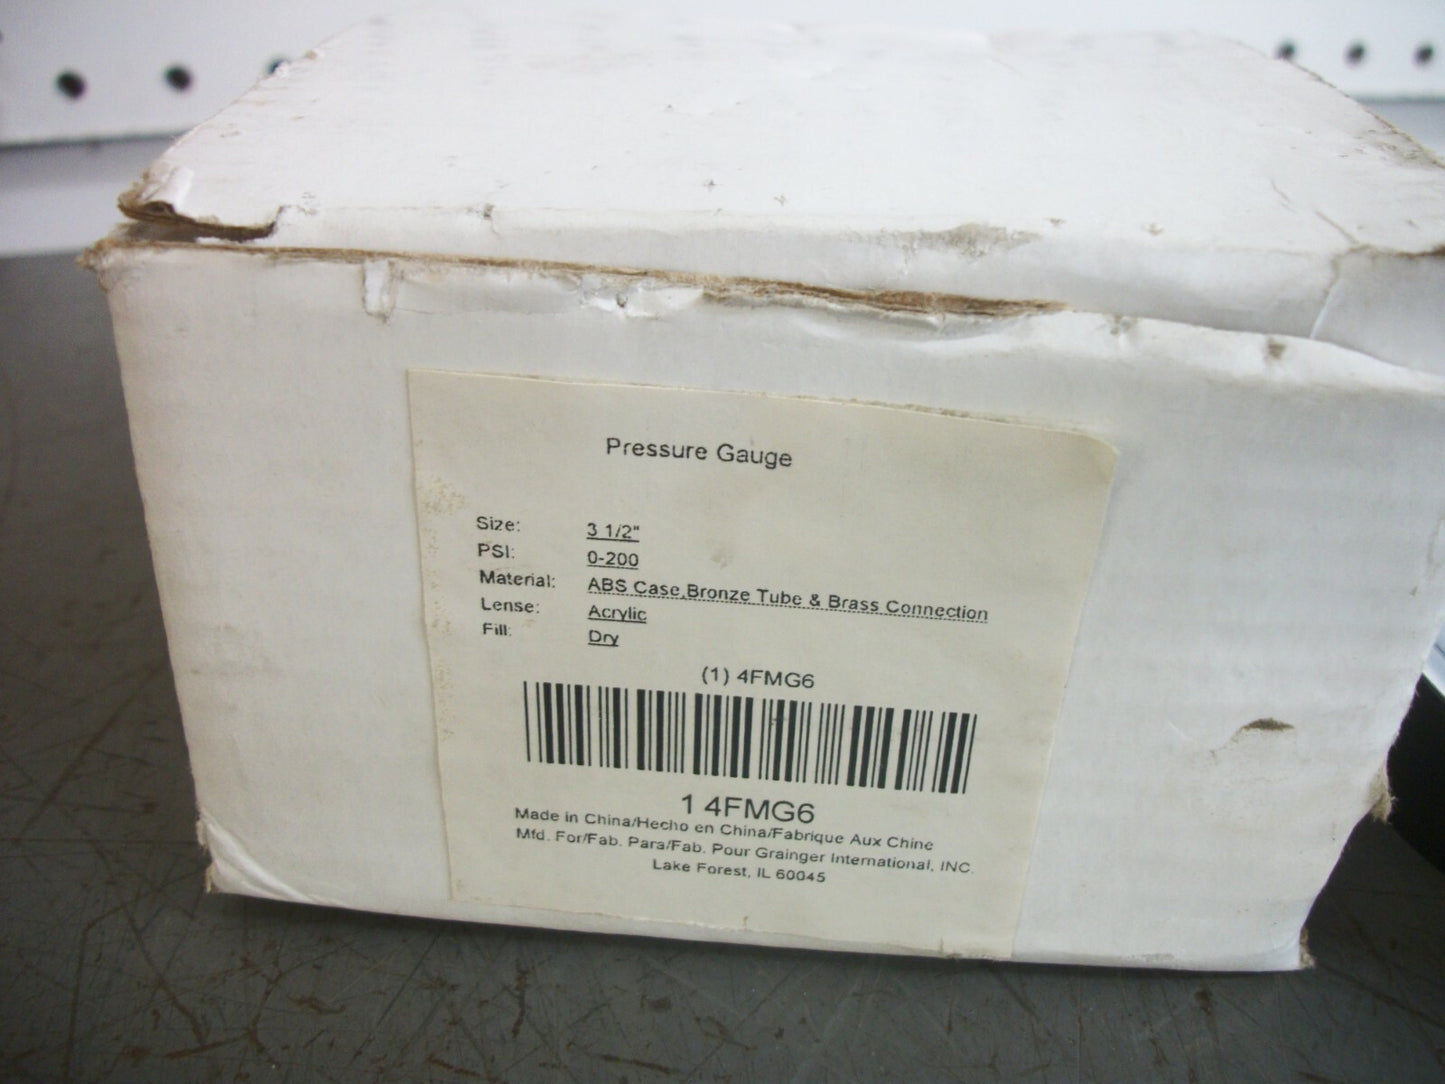 Pressure Gauge
Size: 3 1/2"
PSI: 0-200
Material: ABS Case,Bronze Tube & Brass Connection
Lense: Acrylic
Fill: Dry
(1) 4FMG6
1 4FMG6
Made in China/Hecho en China/Fabrique Aux Chine
Mfd. For/Fab. Para/Fab. Pour Grainger International, INC.
Lake Forest, IL 60045